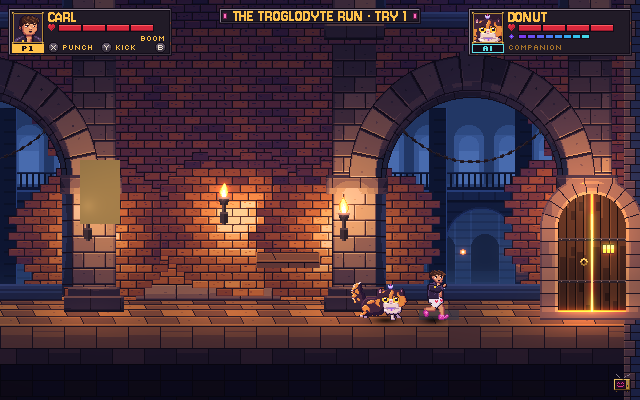 CARL
BOOM
P1
X PUNCH Y KICK B
THE TROGLODYTE RUN · TRY 1
DONUT
AI
COMPANION